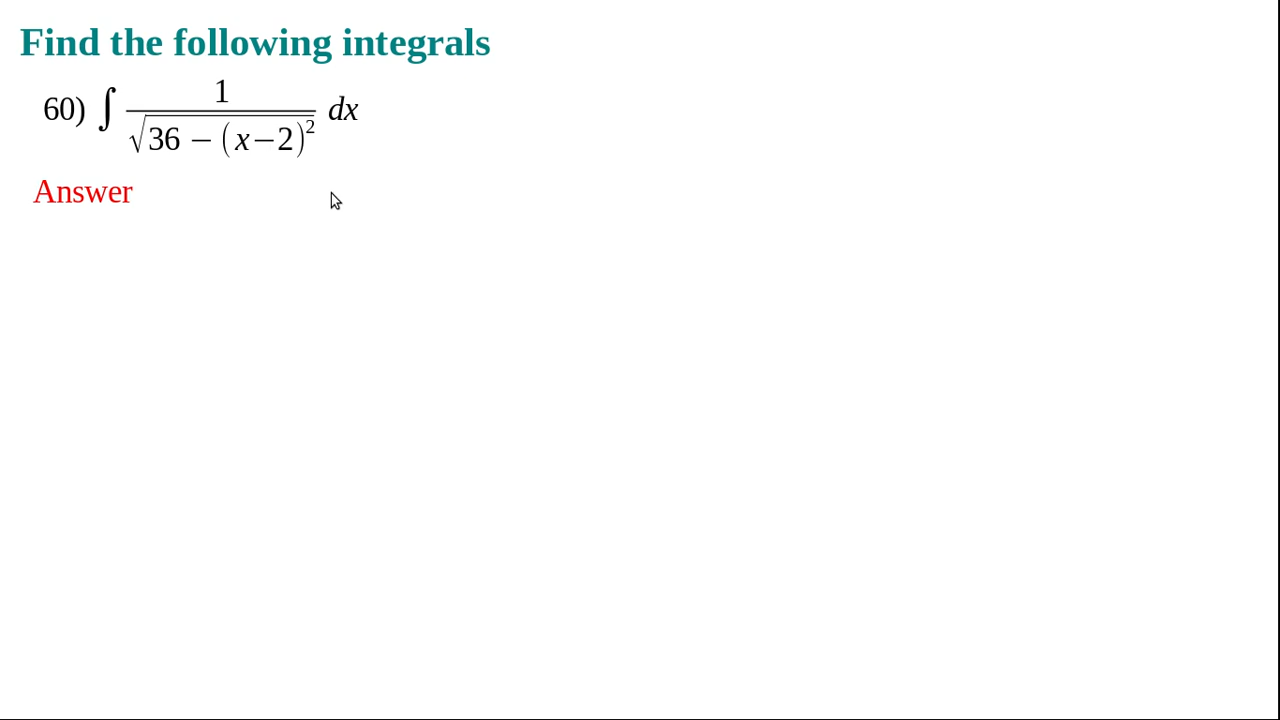 Find the following integrals
60) ∫ 1 / √(36 − (x−2)²) dx
Answer